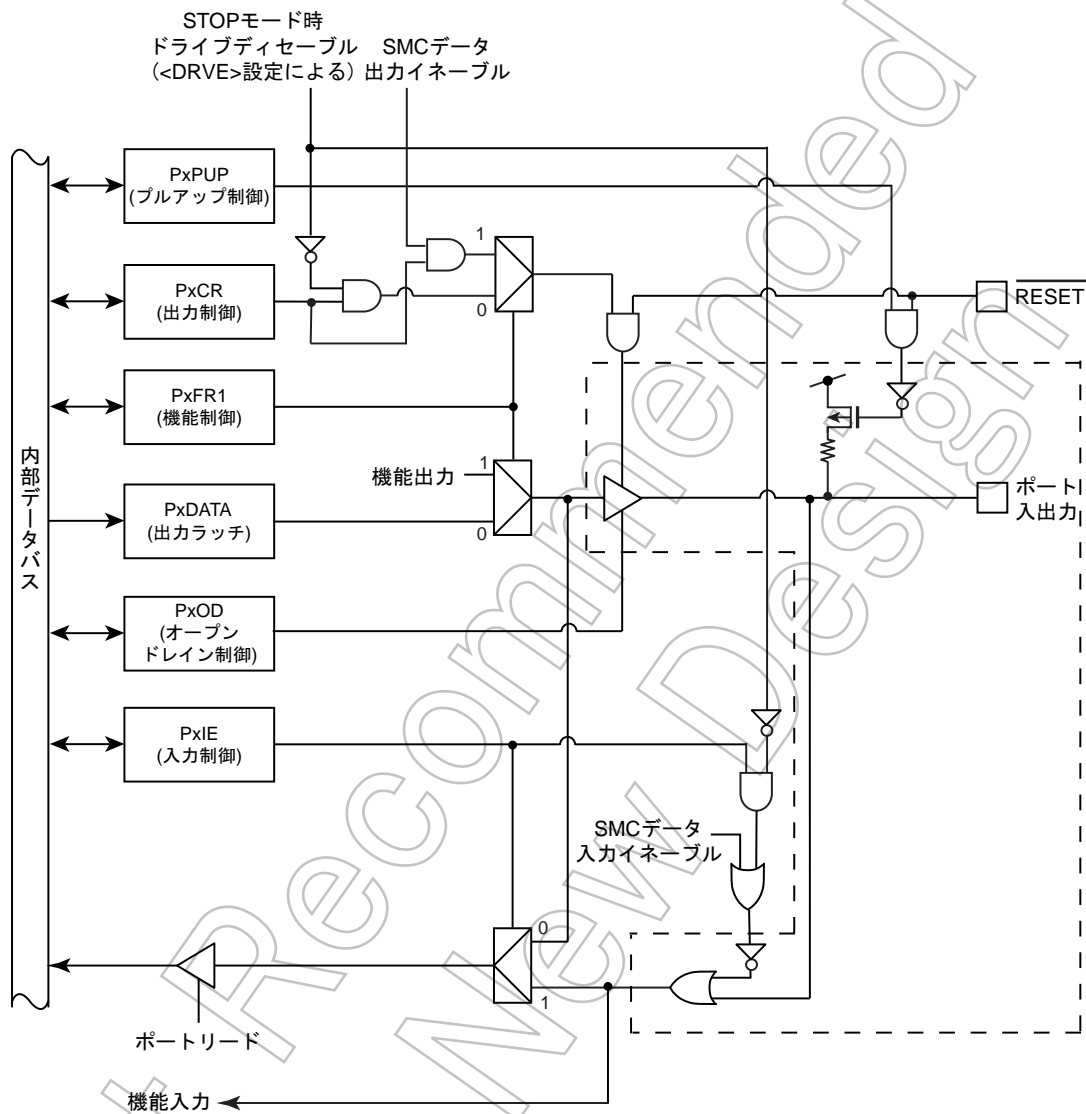 STOPモード時
ドライブディセーブル
(<DRVE>設定による)
SMCデータ
出力イネーブル
PxPUP
(プルアップ制御)
1
PxCR
(出力制御)
0
RESET
PxFR1
(機能制御)
内部データバス
機能出力
1
PxDATA
(出力ラッチ)
0
ポート
入出力
PxOD
(オープン
ドレイン制御)
PxIE
(入力制御)
SMCデータ
入力イネーブル
0
1
ポートリード
機能入力
Recommended
New Design